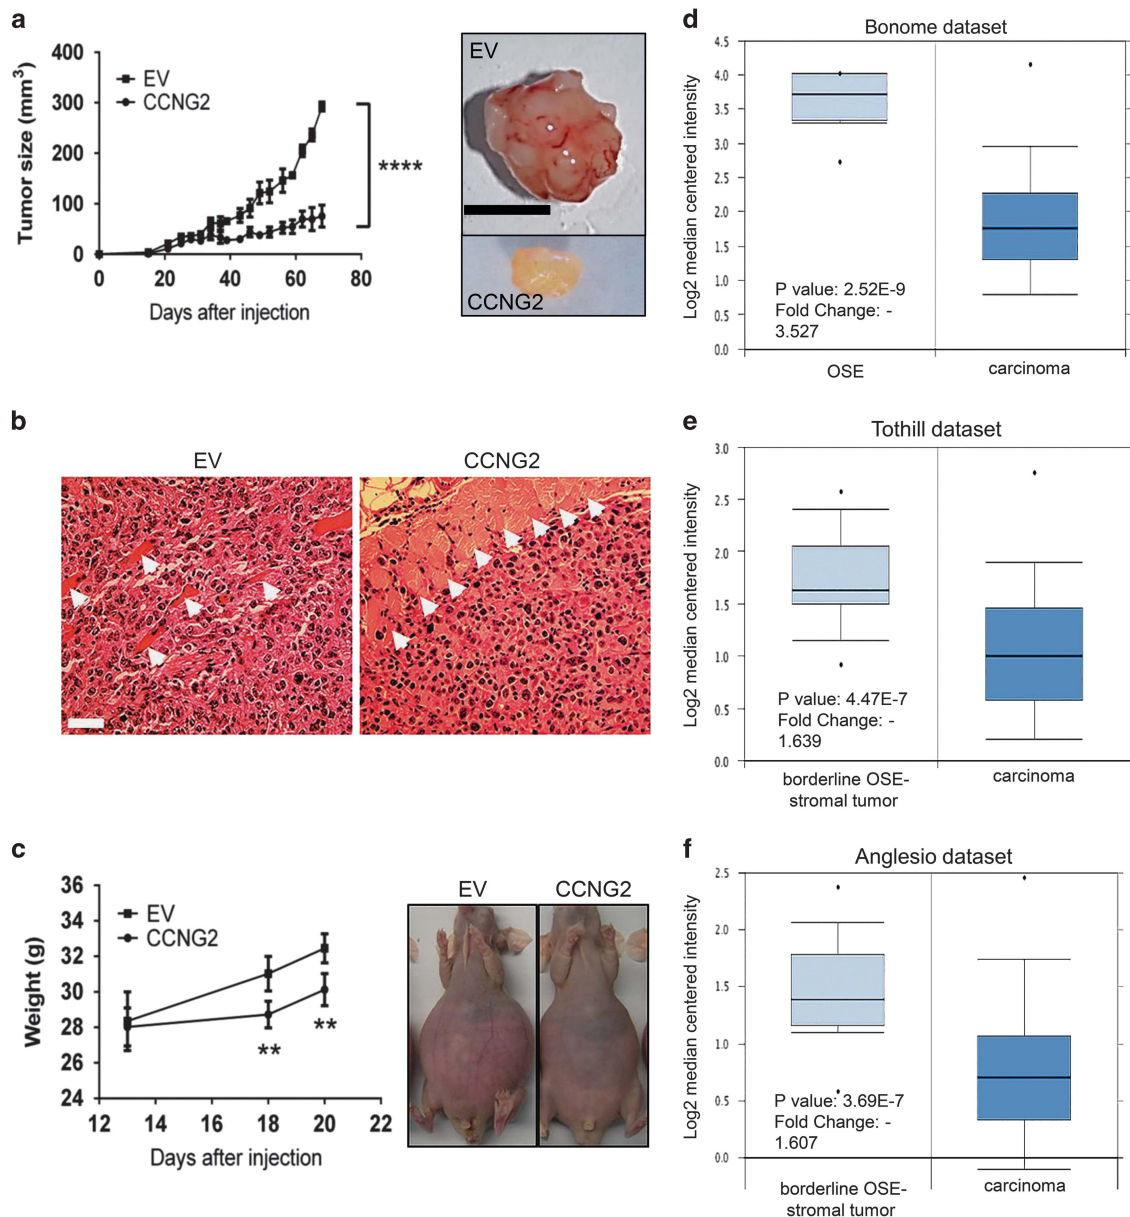 a
400
300
200
100
0
Tumor size (mm3)
EV
CCNG2
****
0 20 40 60 80
Days after injection
EV
CCNG2
b
EV CCNG2
c
36
34
32
30
28
26
24
Weight (g)
EV
CCNG2
**
**
12 14 16 18 20 22
Days after injection
EV CCNG2
d
Bonome dataset
4.5
4.0
3.5
3.0
2.5
2.0
1.5
1.0
0.5
0.0
Log2 median centered intensity
P value: 2.52E-9
Fold Change: -
3.527
OSE carcinoma
e
Tothill dataset
3.0
2.5
2.0
1.5
1.0
0.5
0.0
Log2 median centered intensity
P value: 4.47E-7
Fold Change: -
1.639
borderline OSE- carcinoma
stromal tumor
f
Anglesio dataset
2.5
2.0
1.5
1.0
0.5
0.0
Log2 median centered intensity
P value: 3.69E-7
Fold Change: -
1.607
borderline OSE- carcinoma
stromal tumor